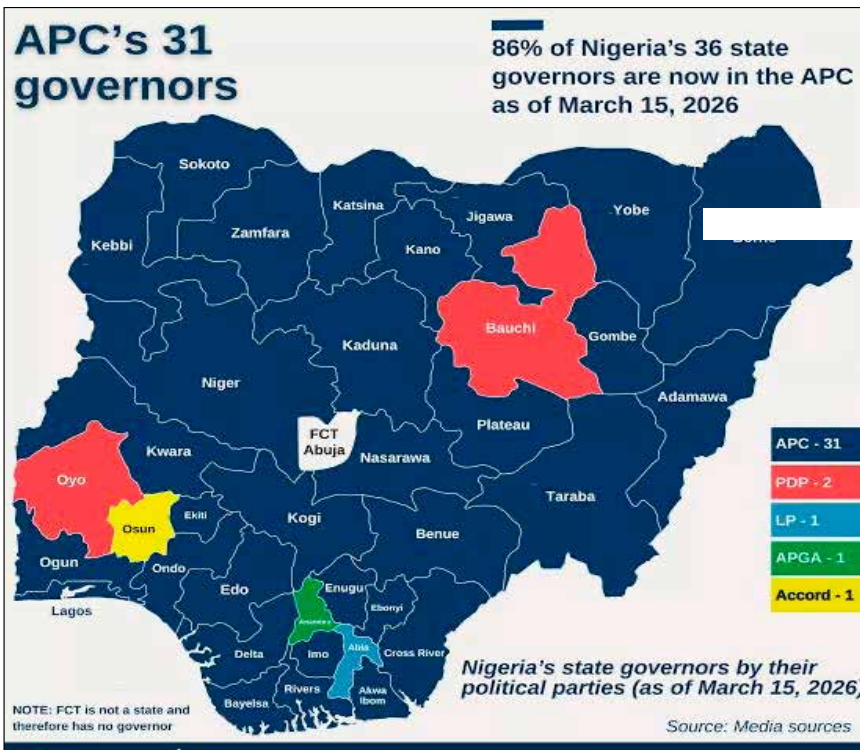 APC's 31
governors
86% of Nigeria's 36 state
governors are now in the APC
as of March 15, 2026
Sokoto
Katsina
Jigawa
Yobe
Kebbi
Zamfara
Kano
Bauchi
Gombe
Kaduna
Niger
Adamawa
Plateau
FCT
Abuja
Nasarawa
Kwara
Oyo
Taraba
Osun
Ekiti
Kogi
Benue
Ogun
Ondo
Edo
Enugu
Ebonyi
Lagos
Anambra
Delta
Imo
Abia
Cross River
Rivers
Akwa
Ibom
Bayelsa
APC - 31
PDP - 2
LP - 1
APGA - 1
Accord - 1
Nigeria's state governors by their
political parties (as of March 15, 2026)
NOTE: FCT is not a state and
therefore has no governor
Source: Media sources